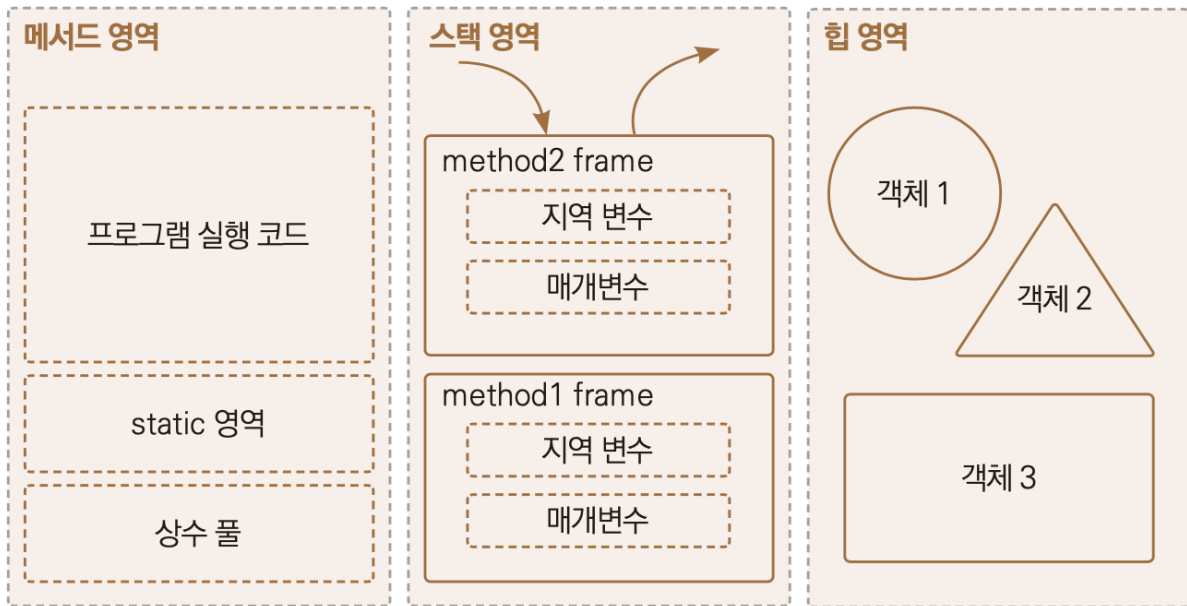 메서드 영역
프로그램 실행 코드
static 영역
상수 풀
스택 영역
method2 frame
지역 변수
매개변수
method1 frame
지역 변수
매개변수
힙 영역
객체 1
객체 2
객체 3